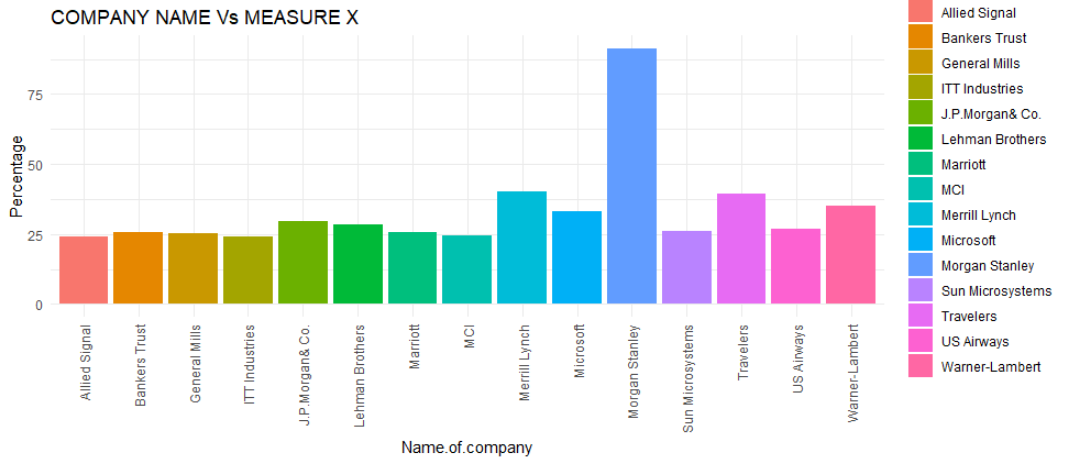 COMPANY NAME Vs MEASURE X
Percentage
75
50
25
0
Allied Signal
Bankers Trust
General Mills
ITT Industries
J.P.Morgan& Co.
Lehman Brothers
Marriott
MCI
Merrill Lynch
Microsoft
Morgan Stanley
Sun Microsystems
Travelers
US Airways
Warner-Lambert
Name.of.company
Allied Signal
Bankers Trust
General Mills
ITT Industries
J.P.Morgan& Co.
Lehman Brothers
Marriott
MCI
Merrill Lynch
Microsoft
Morgan Stanley
Sun Microsystems
Travelers
US Airways
Warner-Lambert